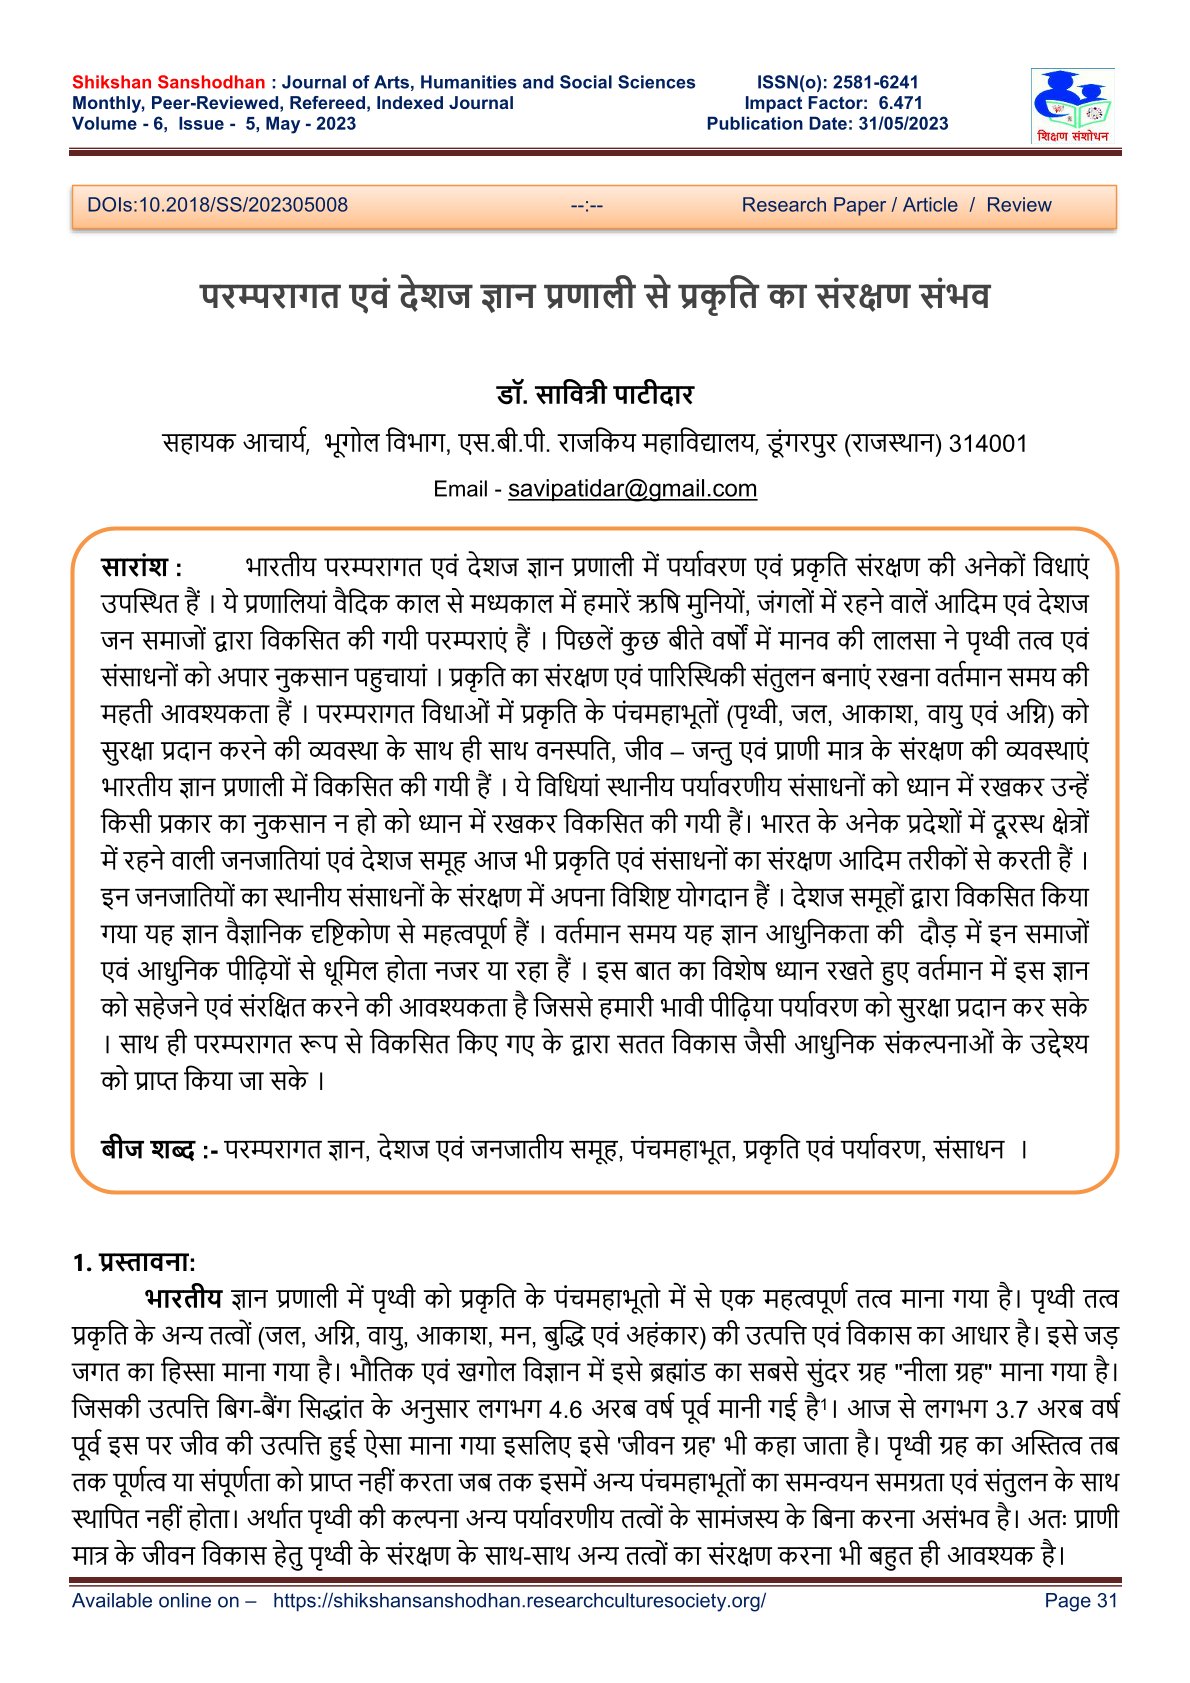 Shikshan Sanshodhan : Journal of Arts, Humanities and Social Sciences ISSN(o): 2581-6241
Monthly, Peer-Reviewed, Refereed, Indexed Journal Impact Factor: 6.471
Volume - 6, Issue - 5, May - 2023 Publication Date: 31/05/2023
शिक्षण संशोधन
DOIs:10.2018/SS/202305008 --:-- Research Paper / Article / Review
परम्परागत एवं देशज ज्ञान प्रणाली से प्रकृति का संरक्षण संभव
डॉ. सावित्री पाटीदार
सहायक आचार्य, भूगोल विभाग, एस.बी.पी. राजकिय महाविद्यालय, डूंगरपुर (राजस्थान) 314001
Email - savipatidar@gmail.com
सारांश : भारतीय परम्परागत एवं देशज ज्ञान प्रणाली में पर्यावरण एवं प्रकृति संरक्षण की अनेकों विधाएं
उपस्थित हैं । ये प्रणालियां वैदिक काल से मध्यकाल में हमारें ऋषि मुनियों, जंगलों में रहने वालें आदिम एवं देशज
जन समाजों द्वारा विकसित की गयी परम्पराएं हैं । पिछलें कुछ बीते वर्षों में मानव की लालसा ने पृथ्वी तत्व एवं
संसाधनों को अपार नुकसान पहुचायां । प्रकृति का संरक्षण एवं पारिस्थिकी संतुलन बनाएं रखना वर्तमान समय की
महती आवश्यकता हैं । परम्परागत विधाओं में प्रकृति के पंचमहाभूतों (पृथ्वी, जल, आकाश, वायु एवं अग्नि) को
सुरक्षा प्रदान करने की व्यवस्था के साथ ही साथ वनस्पति, जीव – जन्तु एवं प्राणी मात्र के संरक्षण की व्यवस्थाएं
भारतीय ज्ञान प्रणाली में विकसित की गयी हैं । ये विधियां स्थानीय पर्यावरणीय संसाधनों को ध्यान में रखकर उन्हें
किसी प्रकार का नुकसान न हो को ध्यान में रखकर विकसित की गयी हैं। भारत के अनेक प्रदेशों में दूरस्थ क्षेत्रों
में रहने वाली जनजातियां एवं देशज समूह आज भी प्रकृति एवं संसाधनों का संरक्षण आदिम तरीकों से करती हैं ।
इन जनजातियों का स्थानीय संसाधनों के संरक्षण में अपना विशिष्ट योगदान हैं । देशज समूहों द्वारा विकसित किया
गया यह ज्ञान वैज्ञानिक दृष्टिकोण से महत्वपूर्ण हैं । वर्तमान समय यह ज्ञान आधुनिकता की दौड़ में इन समाजों
एवं आधुनिक पीढ़ियों से धूमिल होता नजर या रहा हैं । इस बात का विशेष ध्यान रखते हुए वर्तमान में इस ज्ञान
को सहेजने एवं संरक्षित करने की आवश्यकता है जिससे हमारी भावी पीढ़िया पर्यावरण को सुरक्षा प्रदान कर सके
। साथ ही परम्परागत रूप से विकसित किए गए के द्वारा सतत विकास जैसी आधुनिक संकल्पनाओं के उद्देश्य
को प्राप्त किया जा सके ।
बीज शब्द :- परम्परागत ज्ञान, देशज एवं जनजातीय समूह, पंचमहाभूत, प्रकृति एवं पर्यावरण, संसाधन ।
1. प्रस्तावना:
भारतीय ज्ञान प्रणाली में पृथ्वी को प्रकृति के पंचमहाभूतो में से एक महत्वपूर्ण तत्व माना गया है। पृथ्वी तत्व
प्रकृति के अन्य तत्वों (जल, अग्नि, वायु, आकाश, मन, बुद्धि एवं अहंकार) की उत्पत्ति एवं विकास का आधार है। इसे जड़
जगत का हिस्सा माना गया है। भौतिक एवं खगोल विज्ञान में इसे ब्रह्मांड का सबसे सुंदर ग्रह "नीला ग्रह" माना गया है।
जिसकी उत्पत्ति बिग-बैंग सिद्धांत के अनुसार लगभग 4.6 अरब वर्ष पूर्व मानी गई है¹। आज से लगभग 3.7 अरब वर्ष
पूर्व इस पर जीव की उत्पत्ति हुई ऐसा माना गया इसलिए इसे 'जीवन ग्रह' भी कहा जाता है। पृथ्वी ग्रह का अस्तित्व तब
तक पूर्णत्व या संपूर्णता को प्राप्त नहीं करता जब तक इसमें अन्य पंचमहाभूतों का समन्वयन समग्रता एवं संतुलन के साथ
स्थापित नहीं होता। अर्थात पृथ्वी की कल्पना अन्य पर्यावरणीय तत्वों के सामंजस्य के बिना करना असंभव है। अतः प्राणी
मात्र के जीवन विकास हेतु पृथ्वी के संरक्षण के साथ-साथ अन्य तत्वों का संरक्षण करना भी बहुत ही आवश्यक है।
Available online on – https://shikshansanshodhan.researchculturesociety.org/ Page 31